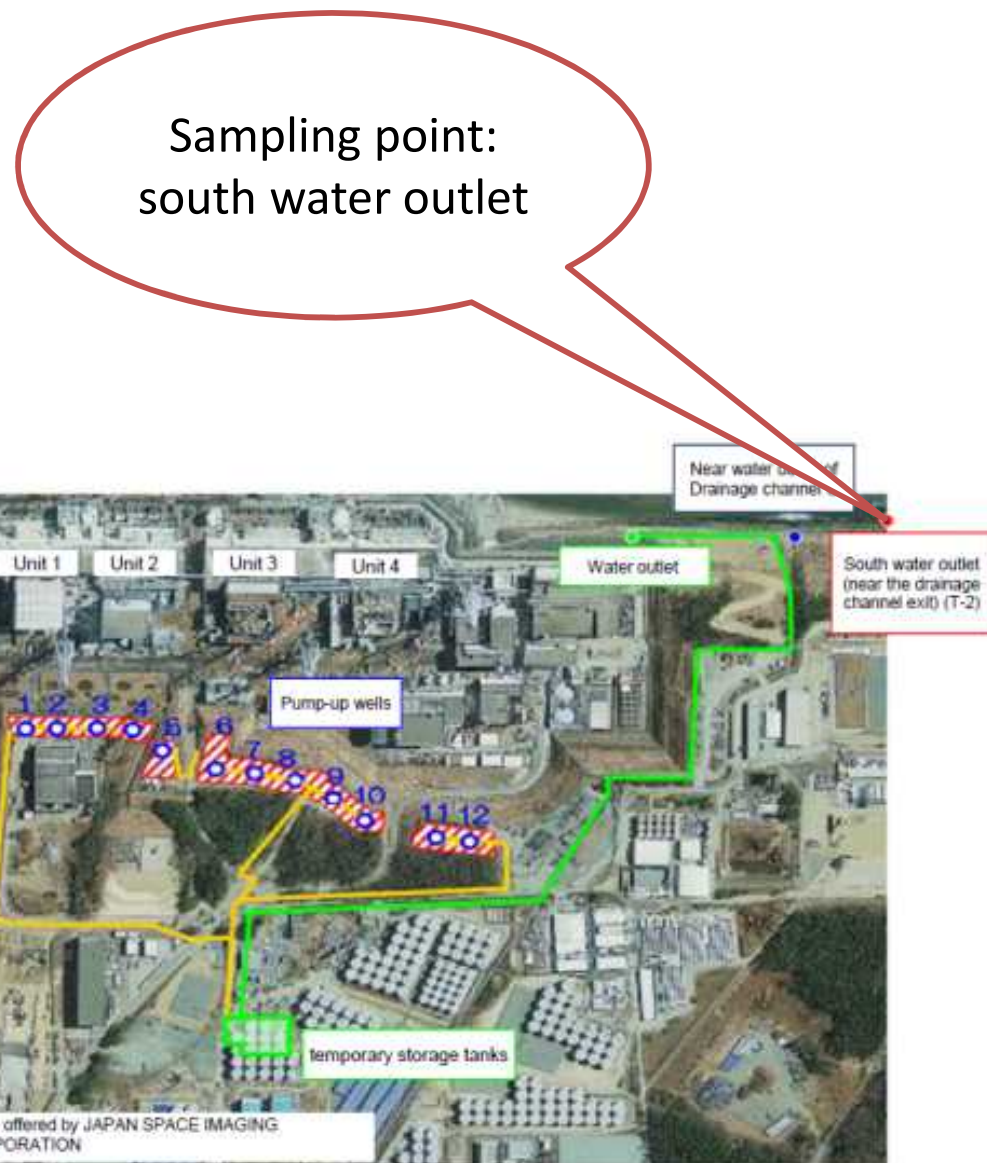 Sampling point:
south water outlet
Near water of
Drainage channel
Unit 1
Unit 2
Unit 3
Unit 4
Water outlet
South water outlet
(near the drainage
channel exit) (T-2)
Pump-up wells
1 2 3 4
5
6
7
8
9
10
11 12
temporary storage tanks
offered by JAPAN SPACE IMAGING
PORATION